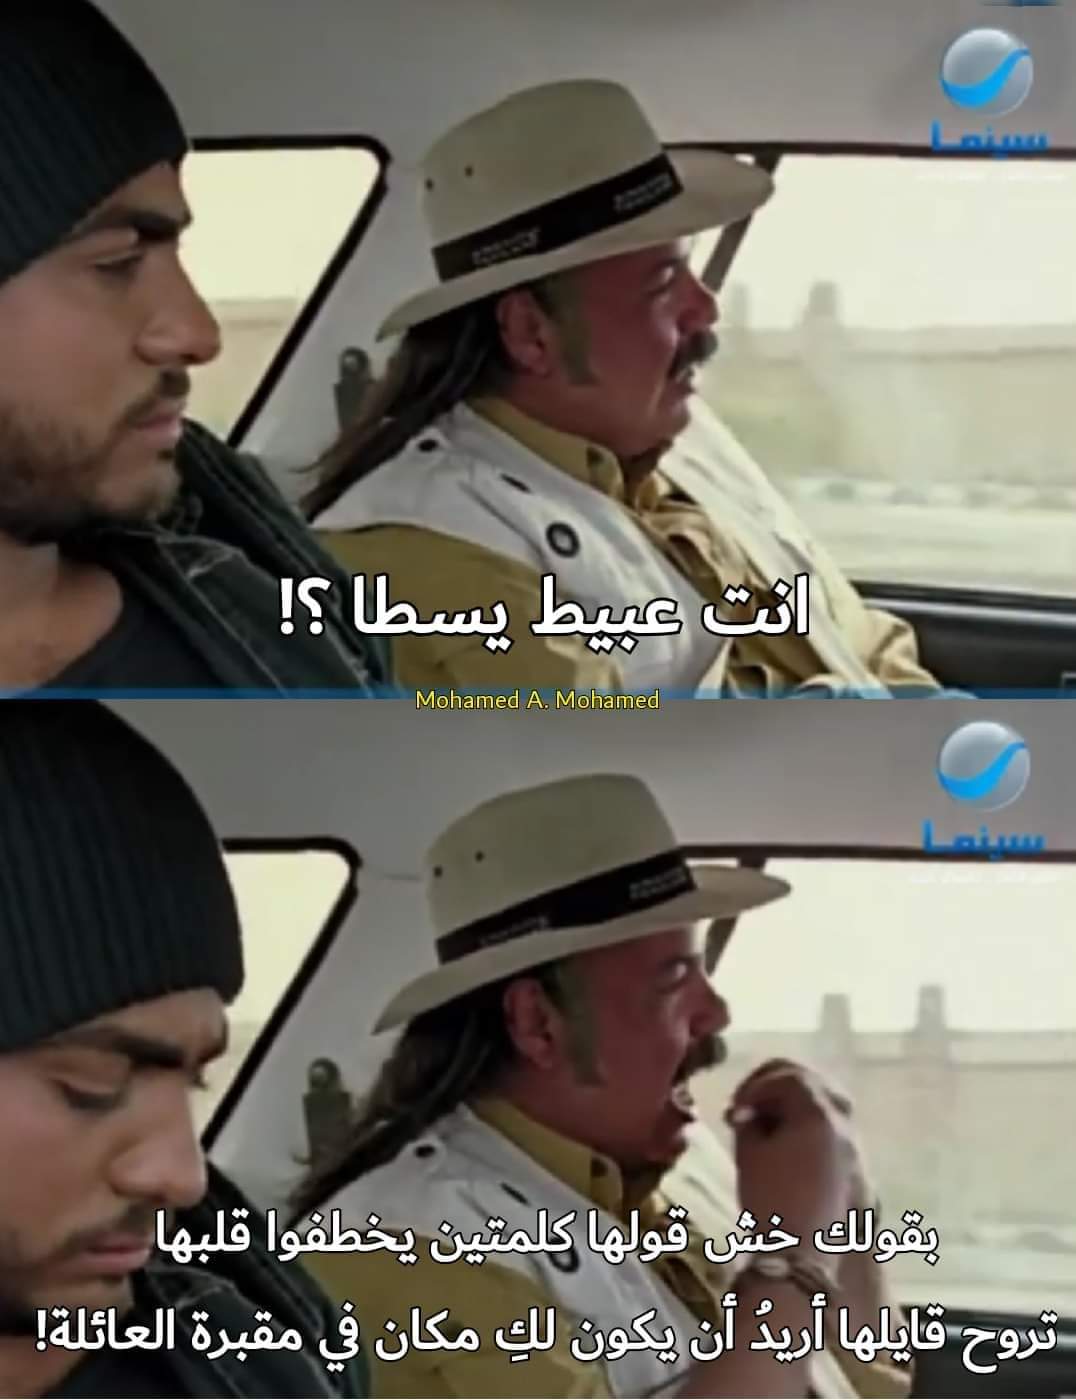 سينما
انت عبيط يسطا ؟!
Mohamed A. Mohamed
سينما
بقولك خش قولها كلمتين يخطفوا قلبها
تروح قايلها أريدُ أن يكون لكِ مكان في مقبرة العائلة!